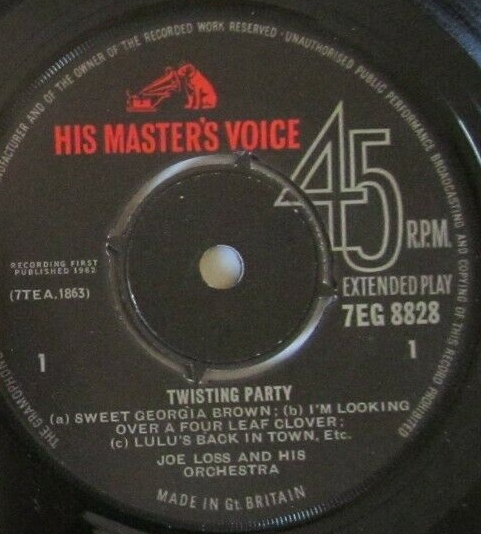 MANUFACTURER AND OF THE OWNER OF THE RECORDED WORK RESERVED · UNAUTHORISED PUBLIC PERFORMANCE BROADCASTING AND COPYING OF THIS RECORD PROHIBITED
HIS MASTER'S VOICE
45
R.P.M.
RECORDING FIRST
PUBLISHED 1962
(7TEA.1863)
EXTENDED PLAY
7EG 8828
1
1
TWISTING PARTY
(a) SWEET GEORGIA BROWN; (b) I'M LOOKING
OVER A FOUR LEAF CLOVER;
(c) LULU'S BACK IN TOWN, Etc.
JOE LOSS AND HIS
ORCHESTRA
MADE IN Gt. BRITAIN
THE GRAMOPHONE